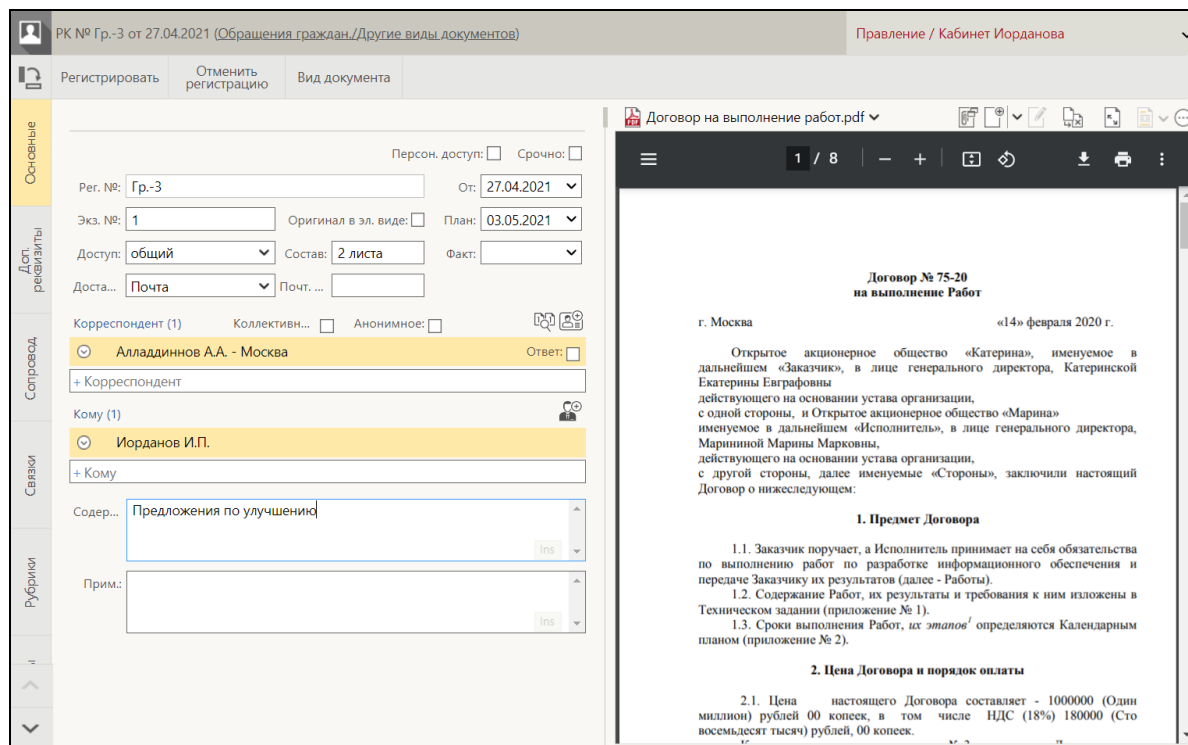 РК № Гр.-3 от 27.04.2021 (Обращения граждан./Другие виды документов)
Правление / Кабинет Иорданова
Регистрировать
Отменить
регистрацию
Вид документа
Основные
Доп.
реквизиты
Сопровод.
Связки
Рубрики
Персон. доступ:
Срочно:
Рег. №: Гр.-3
От: 27.04.2021
Экз. №: 1
Оригинал в эл. виде:
План: 03.05.2021
Доступ: общий
Состав: 2 листа
Факт:
Доста... Почта
Почт. ...
Корреспондент (1)
Коллективн...
Анонимное:
Алладдиннов А.А. - Москва
Ответ:
+ Корреспондент
Кому (1)
Иорданов И.П.
+ Кому
Содер... Предложения по улучшению
Ins
Прим.:
Ins
PDF
Договор на выполнение работ.pdf
1 / 8
Договор № 75-20
на выполнение Работ
г. Москва «14» февраля 2020 г.
Открытое акционерное общество «Катерина», именуемое в
дальнейшем «Заказчик», в лице генерального директора, Катеринской
Екатерины Евграфовны
действующего на основании устава организации,
с одной стороны, и Открытое акционерное общество «Марина»
именуемое в дальнейшем «Исполнитель», в лице генерального директора,
Марининой Марины Марковны,
действующего на основании устава организации,
с другой стороны, далее именуемые «Стороны», заключили настоящий
Договор о нижеследующем:
1. Предмет Договора
1.1. Заказчик поручает, а Исполнитель принимает на себя обязательства
по выполнению работ по разработке информационного обеспечения и
передаче Заказчику их результатов (далее - Работы).
1.2. Содержание Работ, их результаты и требования к ним изложены в
Техническом задании (приложение № 1).
1.3. Сроки выполнения Работ, их этапов¹ определяются Календарным
планом (приложение № 2).
2. Цена Договора и порядок оплаты
2.1. Цена настоящего Договора составляет - 1000000 (Один
миллион) рублей 00 копеек, в том числе НДС (18%) 180000 (Сто
восемьдесят тысяч) рублей, 00 копеек.